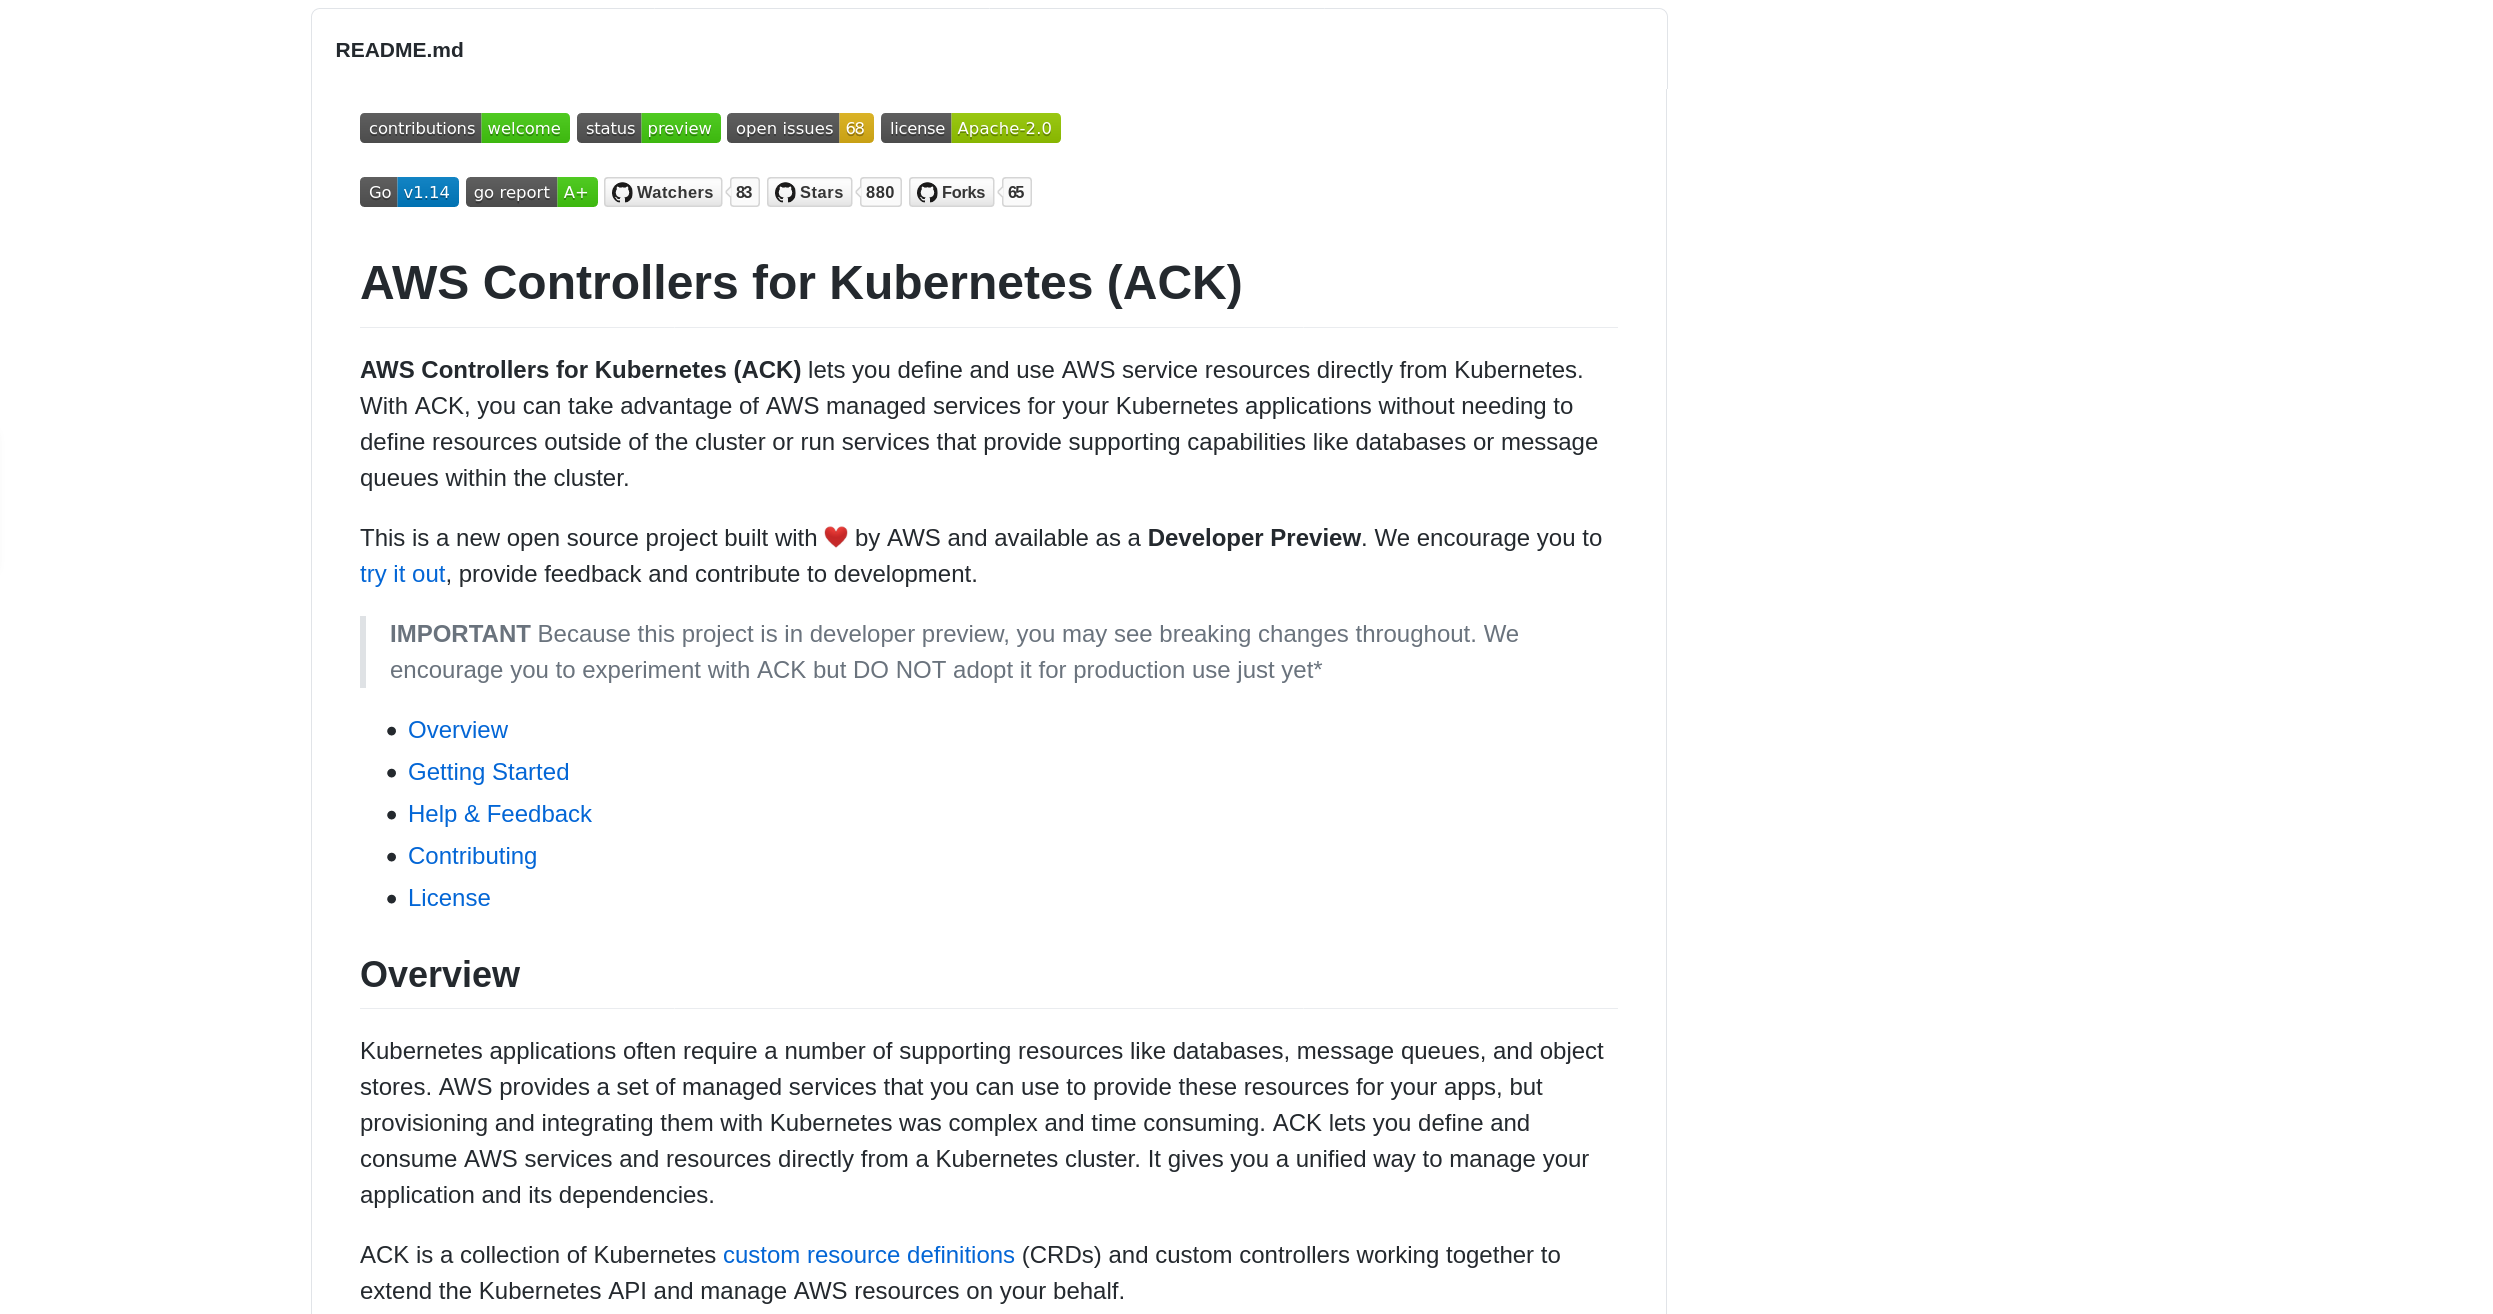 README.md
contributions welcome status preview open issues 68 license Apache-2.0
Go v1.14 go report A+ Watchers 83 Stars 880 Forks 65
AWS Controllers for Kubernetes (ACK)
AWS Controllers for Kubernetes (ACK) lets you define and use AWS service resources directly from Kubernetes.
With ACK, you can take advantage of AWS managed services for your Kubernetes applications without needing to
define resources outside of the cluster or run services that provide supporting capabilities like databases or message
queues within the cluster.
This is a new open source project built with ❤️ by AWS and available as a Developer Preview. We encourage you to
try it out, provide feedback and contribute to development.
IMPORTANT Because this project is in developer preview, you may see breaking changes throughout. We
encourage you to experiment with ACK but DO NOT adopt it for production use just yet*
• Overview
• Getting Started
• Help & Feedback
• Contributing
• License
Overview
Kubernetes applications often require a number of supporting resources like databases, message queues, and object
stores. AWS provides a set of managed services that you can use to provide these resources for your apps, but
provisioning and integrating them with Kubernetes was complex and time consuming. ACK lets you define and
consume AWS services and resources directly from a Kubernetes cluster. It gives you a unified way to manage your
application and its dependencies.
ACK is a collection of Kubernetes custom resource definitions (CRDs) and custom controllers working together to
extend the Kubernetes API and manage AWS resources on your behalf.